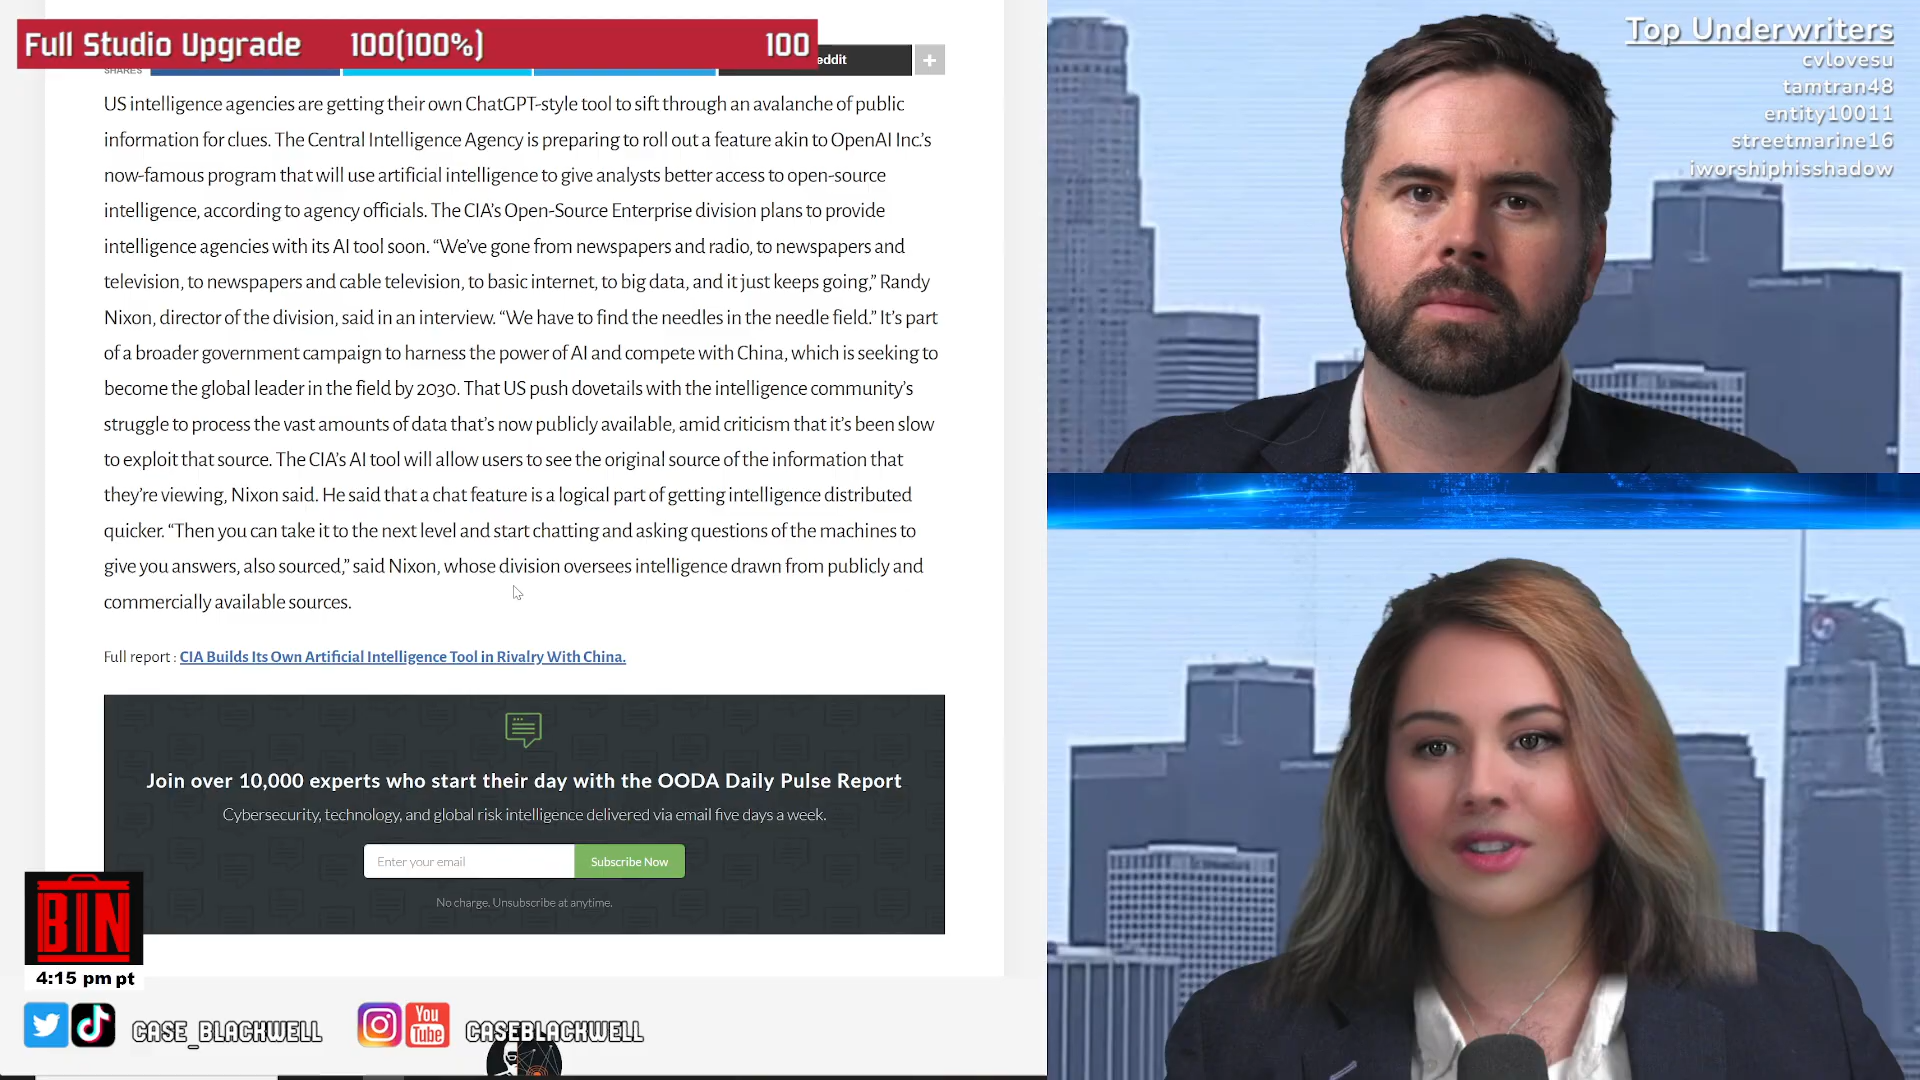 Full Studio Upgrade 100(100%) 100
SHARES
eddit
+
US intelligence agencies are getting their own ChatGPT-style tool to sift through an avalanche of public
information for clues. The Central Intelligence Agency is preparing to roll out a feature akin to OpenAI Inc.’s
now-famous program that will use artificial intelligence to give analysts better access to open-source
intelligence, according to agency officials. The CIA’s Open-Source Enterprise division plans to provide
intelligence agencies with its AI tool soon. “We’ve gone from newspapers and radio, to newspapers and
television, to newspapers and cable television, to basic internet, to big data, and it just keeps going,” Randy
Nixon, director of the division, said in an interview. “We have to find the needles in the needle field.” It’s part
of a broader government campaign to harness the power of AI and compete with China, which is seeking to
become the global leader in the field by 2030. That US push dovetails with the intelligence community’s
struggle to process the vast amounts of data that’s now publicly available, amid criticism that it’s been slow
to exploit that source. The CIA’s AI tool will allow users to see the original source of the information that
they’re viewing, Nixon said. He said that a chat feature is a logical part of getting intelligence distributed
quicker. “Then you can take it to the next level and start chatting and asking questions of the machines to
give you answers, also sourced,” said Nixon, whose division oversees intelligence drawn from publicly and
commercially available sources.
Full report : CIA Builds Its Own Artificial Intelligence Tool in Rivalry With China.
Join over 10,000 experts who start their day with the OODA Daily Pulse Report
Cybersecurity, technology, and global risk intelligence delivered via email five days a week.
Enter your email Subscribe Now
No charge. Unsubscribe at anytime.
BIN
4:15 pm pt
CASE_BLACKWELL
You
Tube
CASEBLACKWELL
Top Underwriters
cvlovesu
tamtran48
entity10011
streetmarine16
iworshiphisshadow